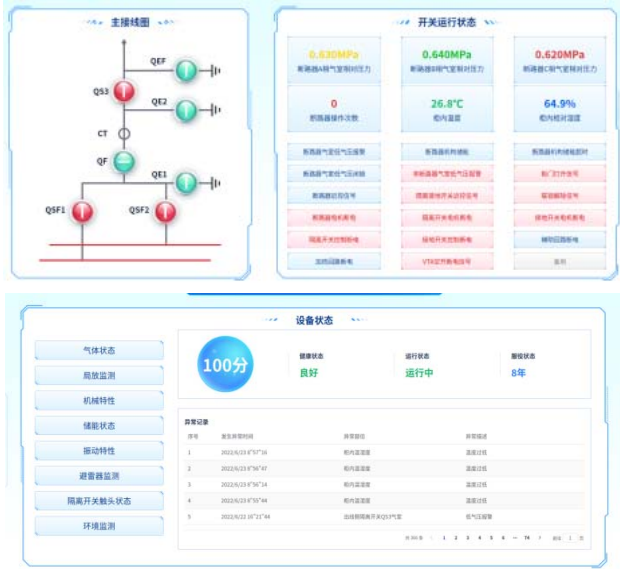 主接线图
QEF
QS3
QE2
CT
QF
QE1
QSF1
QSF2
开关运行状态
0.630MPa
0.640MPa
0.620MPa
断路器A相气室相对压力
断路器B相气室相对压力
断路器C相气室相对压力
0
26.8℃
64.9%
断路器操作次数
柜内温度
柜内相对湿度
断路器气室低气压报警
断路器机构储能
断路器机构储能超时
断路器气室低气压闭锁
非断路器气室低气压报警
柜门打开信号
断路器远控信号
隔离接地开关远控信号
紧急解除信号
断路器电机断电
隔离开关电机断电
接地开关电机断电
隔离开关控制断电
接地开关控制断电
辅助回路断电
加热回路断电
VTR空开断电信号
备用
设备状态
气体状态
局放监测
机械特性
储能状态
振动特性
避雷器监测
隔离开关触头状态
环境监测
100分
健康状态
运行状态
服役状态
良好
运行中
8年
异常记录
序号
发生异常时间
异常部位
异常描述
1
2022/6/23 8"57"16
柜内温湿度
温度过低
2
2022/6/23 8"56"47
柜内温湿度
温度过低
3
2022/6/23 8"56"14
柜内温湿度
温度过低
4
2022/6/23 8"55"44
柜内温湿度
温度过低
5
2022/6/22 10"21"44
出线侧隔离开关QS3气室
低气压报警
1 2 3 4 5 6 ... 74
前往 1 页